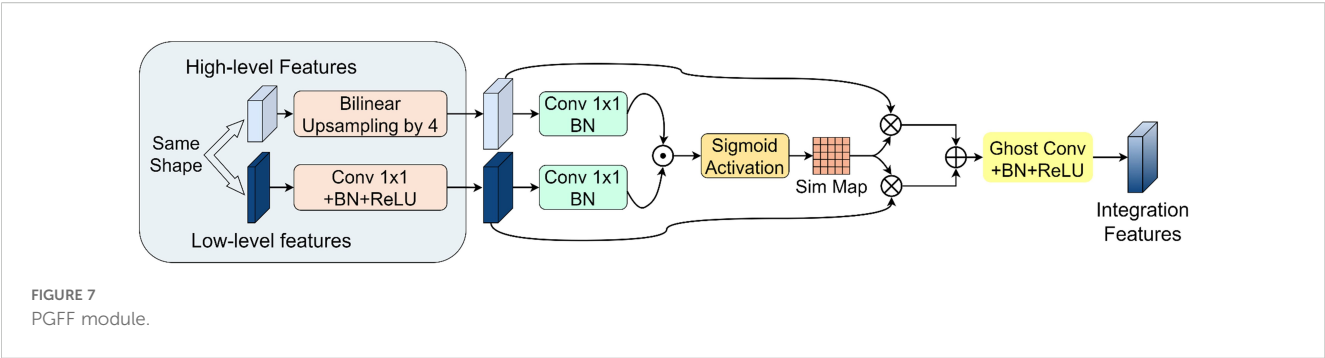 High-level Features
Bilinear
Upsampling by 4
Same
Shape
Conv 1x1
+BN+ReLU
Low-level features
Conv 1x1
BN
Conv 1x1
BN
Sigmoid
Activation
Sim Map
Ghost Conv
+BN+ReLU
Integration
Features
FIGURE 7
PGFF module.